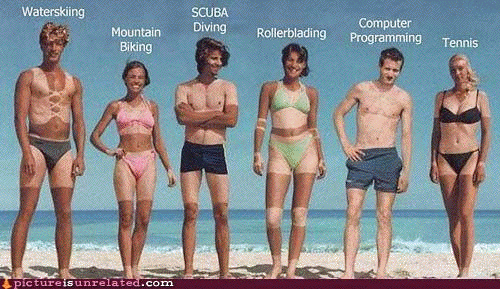 Waterskiing
Mountain
Biking
SCUBA
Diving
Rollerblading
Computer
Programming
Tennis
pictureisunrelated.com